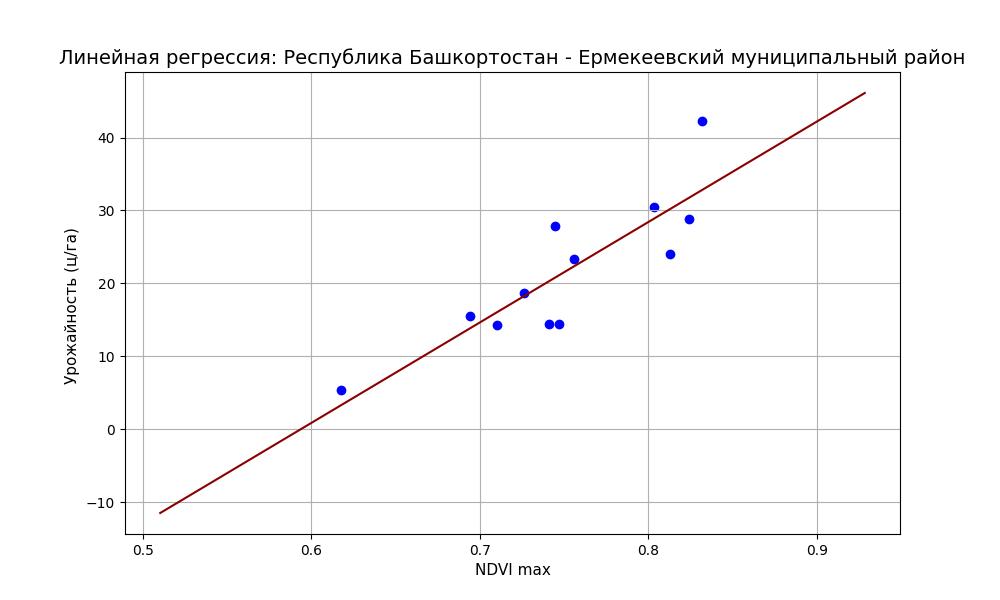 Линейная регрессия: Республика Башкортостан - Ермекеевский муниципальный район
40
30
20
10
0
−10
Урожайность (ц/га)
0.5 0.6 0.7 0.8 0.9
NDVI max